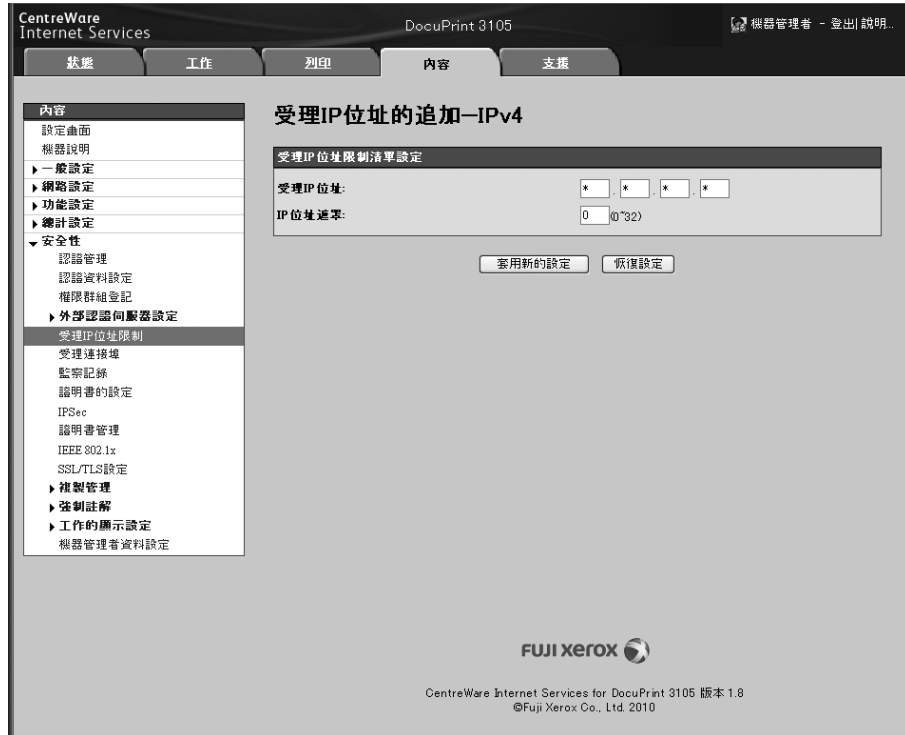 CentreWare
Internet Services
DocuPrint 3105
機器管理者 - 登出|說明...
狀態
工作
列印
內容
支援
內容
設定畫面
機器說明
一般設定
網路設定
功能設定
總計設定
安全性
認證管理
認證資料設定
權限群組登記
外部認證伺服器設定
受理IP位址限制
受理連接埠
監察記錄
證明書的設定
IPSec
證明書管理
IEEE 802.1x
SSL/TLS設定
複製管理
強制註解
工作的顯示設定
機器管理者資料設定
受理IP位址的追加—IPv4
受理IP位址限制清單設定
受理IP位址: * . * . * . *
IP位址遮罩: 0 (0~32)
套用新的設定 恢復設定
FUJI XEROX
CentreWare Internet Services for DocuPrint 3105 版本 1.8
©Fuji Xerox Co., Ltd. 2010